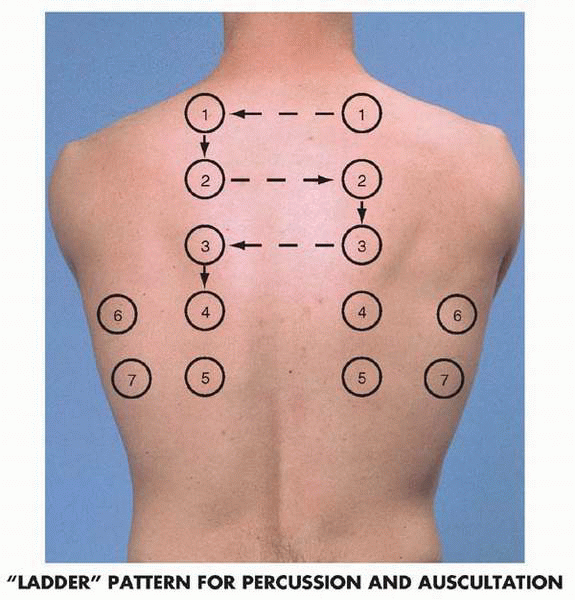 1 1
2 2
3 3
6 4 4 6
7 5 5 7
“LADDER” PATTERN FOR PERCUSSION AND AUSCULTATION